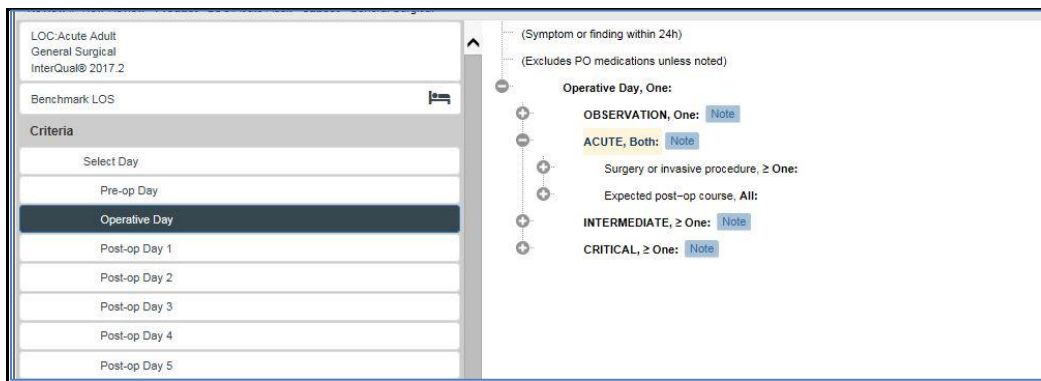 LOC:Acute Adult
General Surgical
InterQual® 2017.2
Benchmark LOS
Criteria
Select Day
Pre-op Day
Operative Day
Post-op Day 1
Post-op Day 2
Post-op Day 3
Post-op Day 4
Post-op Day 5
(Symptom or finding within 24h)
(Excludes PO medications unless noted)
Operative Day, One:
OBSERVATION, One: Note
ACUTE, Both: Note
Surgery or invasive procedure, ≥ One:
Expected post-op course, All:
INTERMEDIATE, ≥ One: Note
CRITICAL, ≥ One: Note